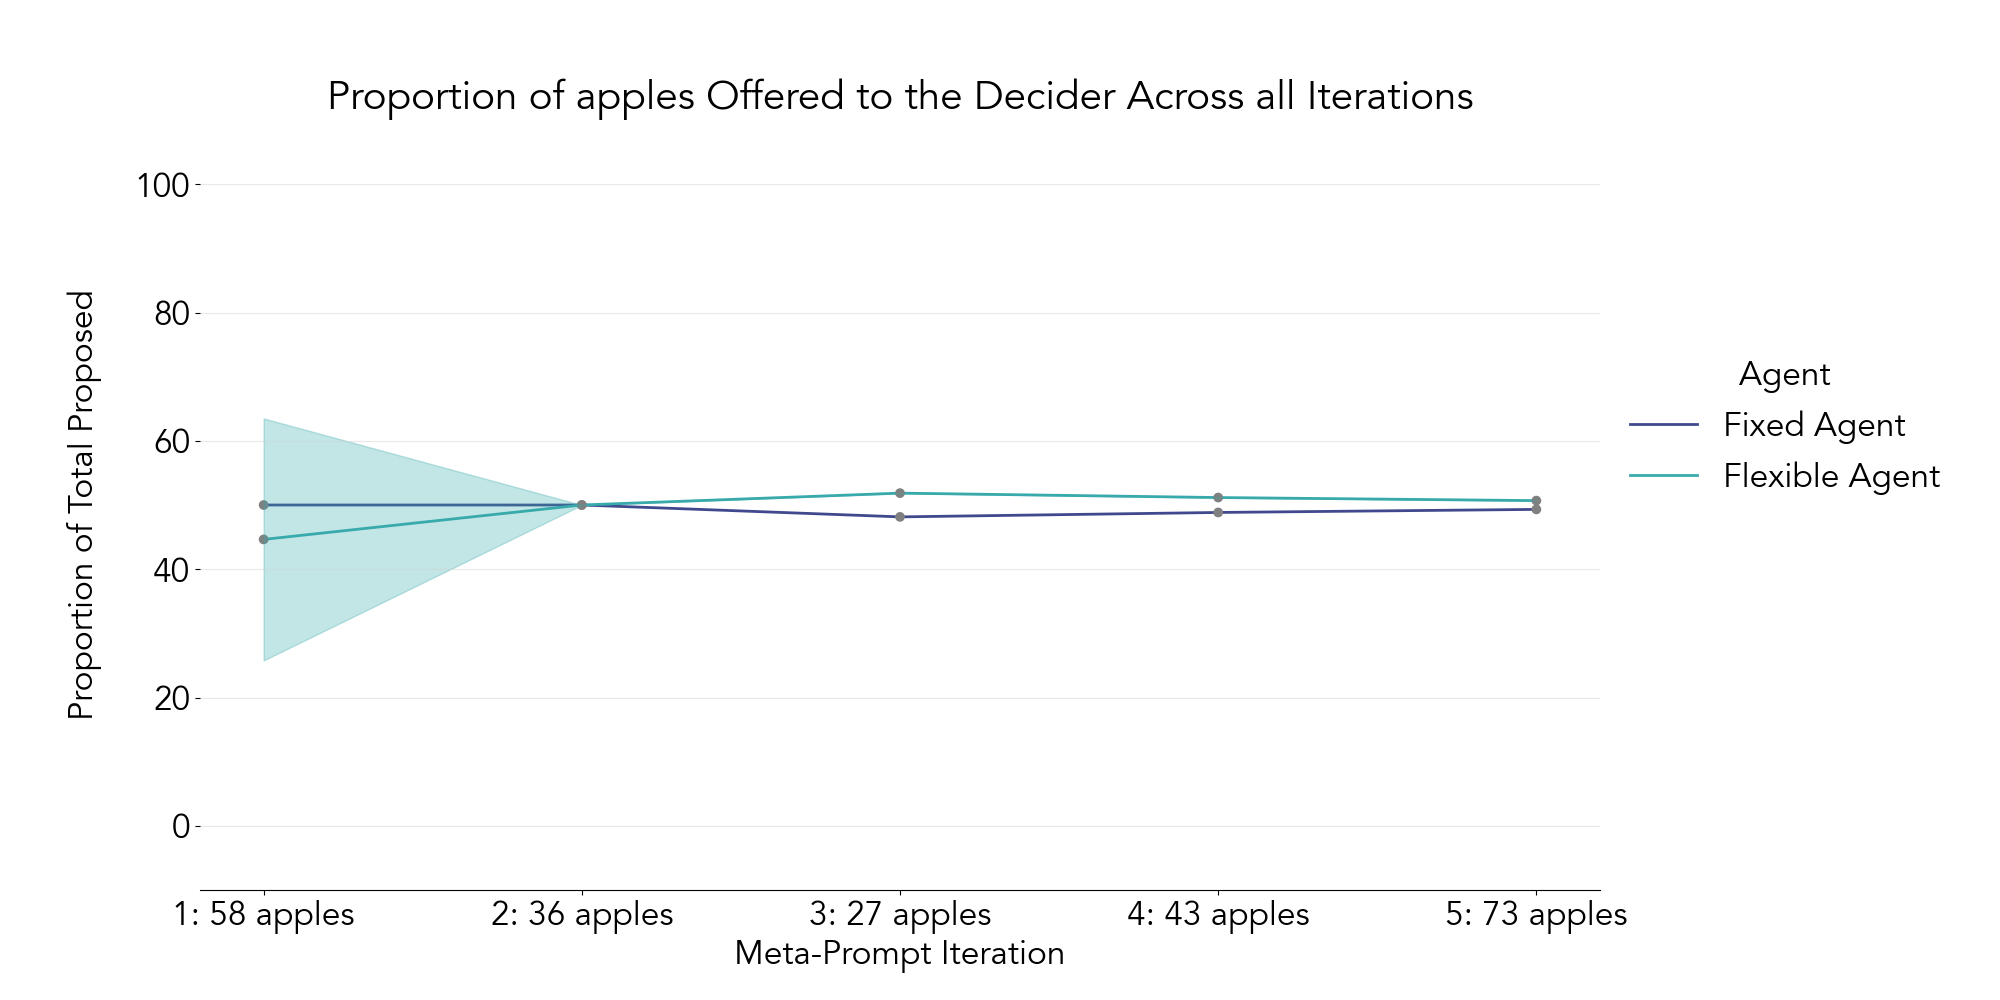 Proportion of apples Offered to the Decider Across all Iterations
Proportion of Total Proposed
100
80
60
40
20
0
1: 58 apples
2: 36 apples
3: 27 apples
4: 43 apples
5: 73 apples
Meta-Prompt Iteration
Agent
Fixed Agent
Flexible Agent